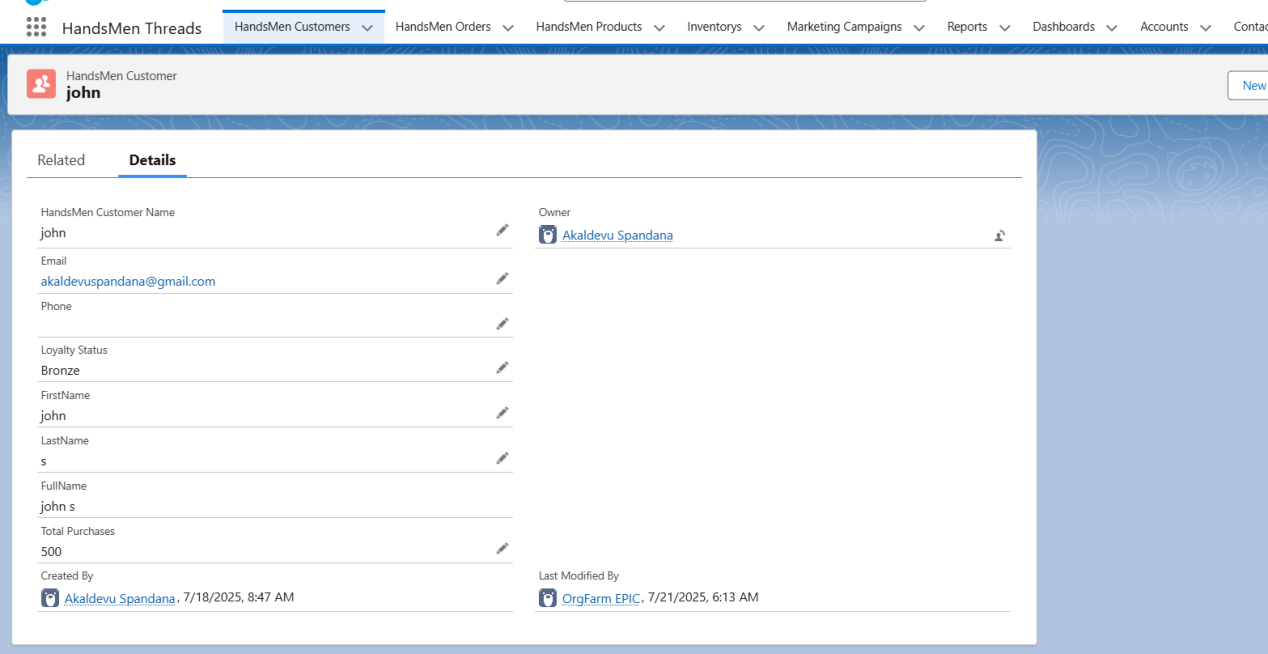 HandsMen Threads HandsMen Customers HandsMen Orders HandsMen Products Inventorys Marketing Campaigns Reports Dashboards Accounts
HandsMen Customer
john
New
Related Details
HandsMen Customer Name
john
Owner
Akaldevu Spandana
Email
akaldevuspandana@gmail.com
Phone
Loyalty Status
Bronze
FirstName
john
LastName
s
FullName
john s
Total Purchases
500
Created By
Akaldevu Spandana, 7/18/2025, 8:47 AM
Last Modified By
OrgFarm EPIC, 7/21/2025, 6:13 AM